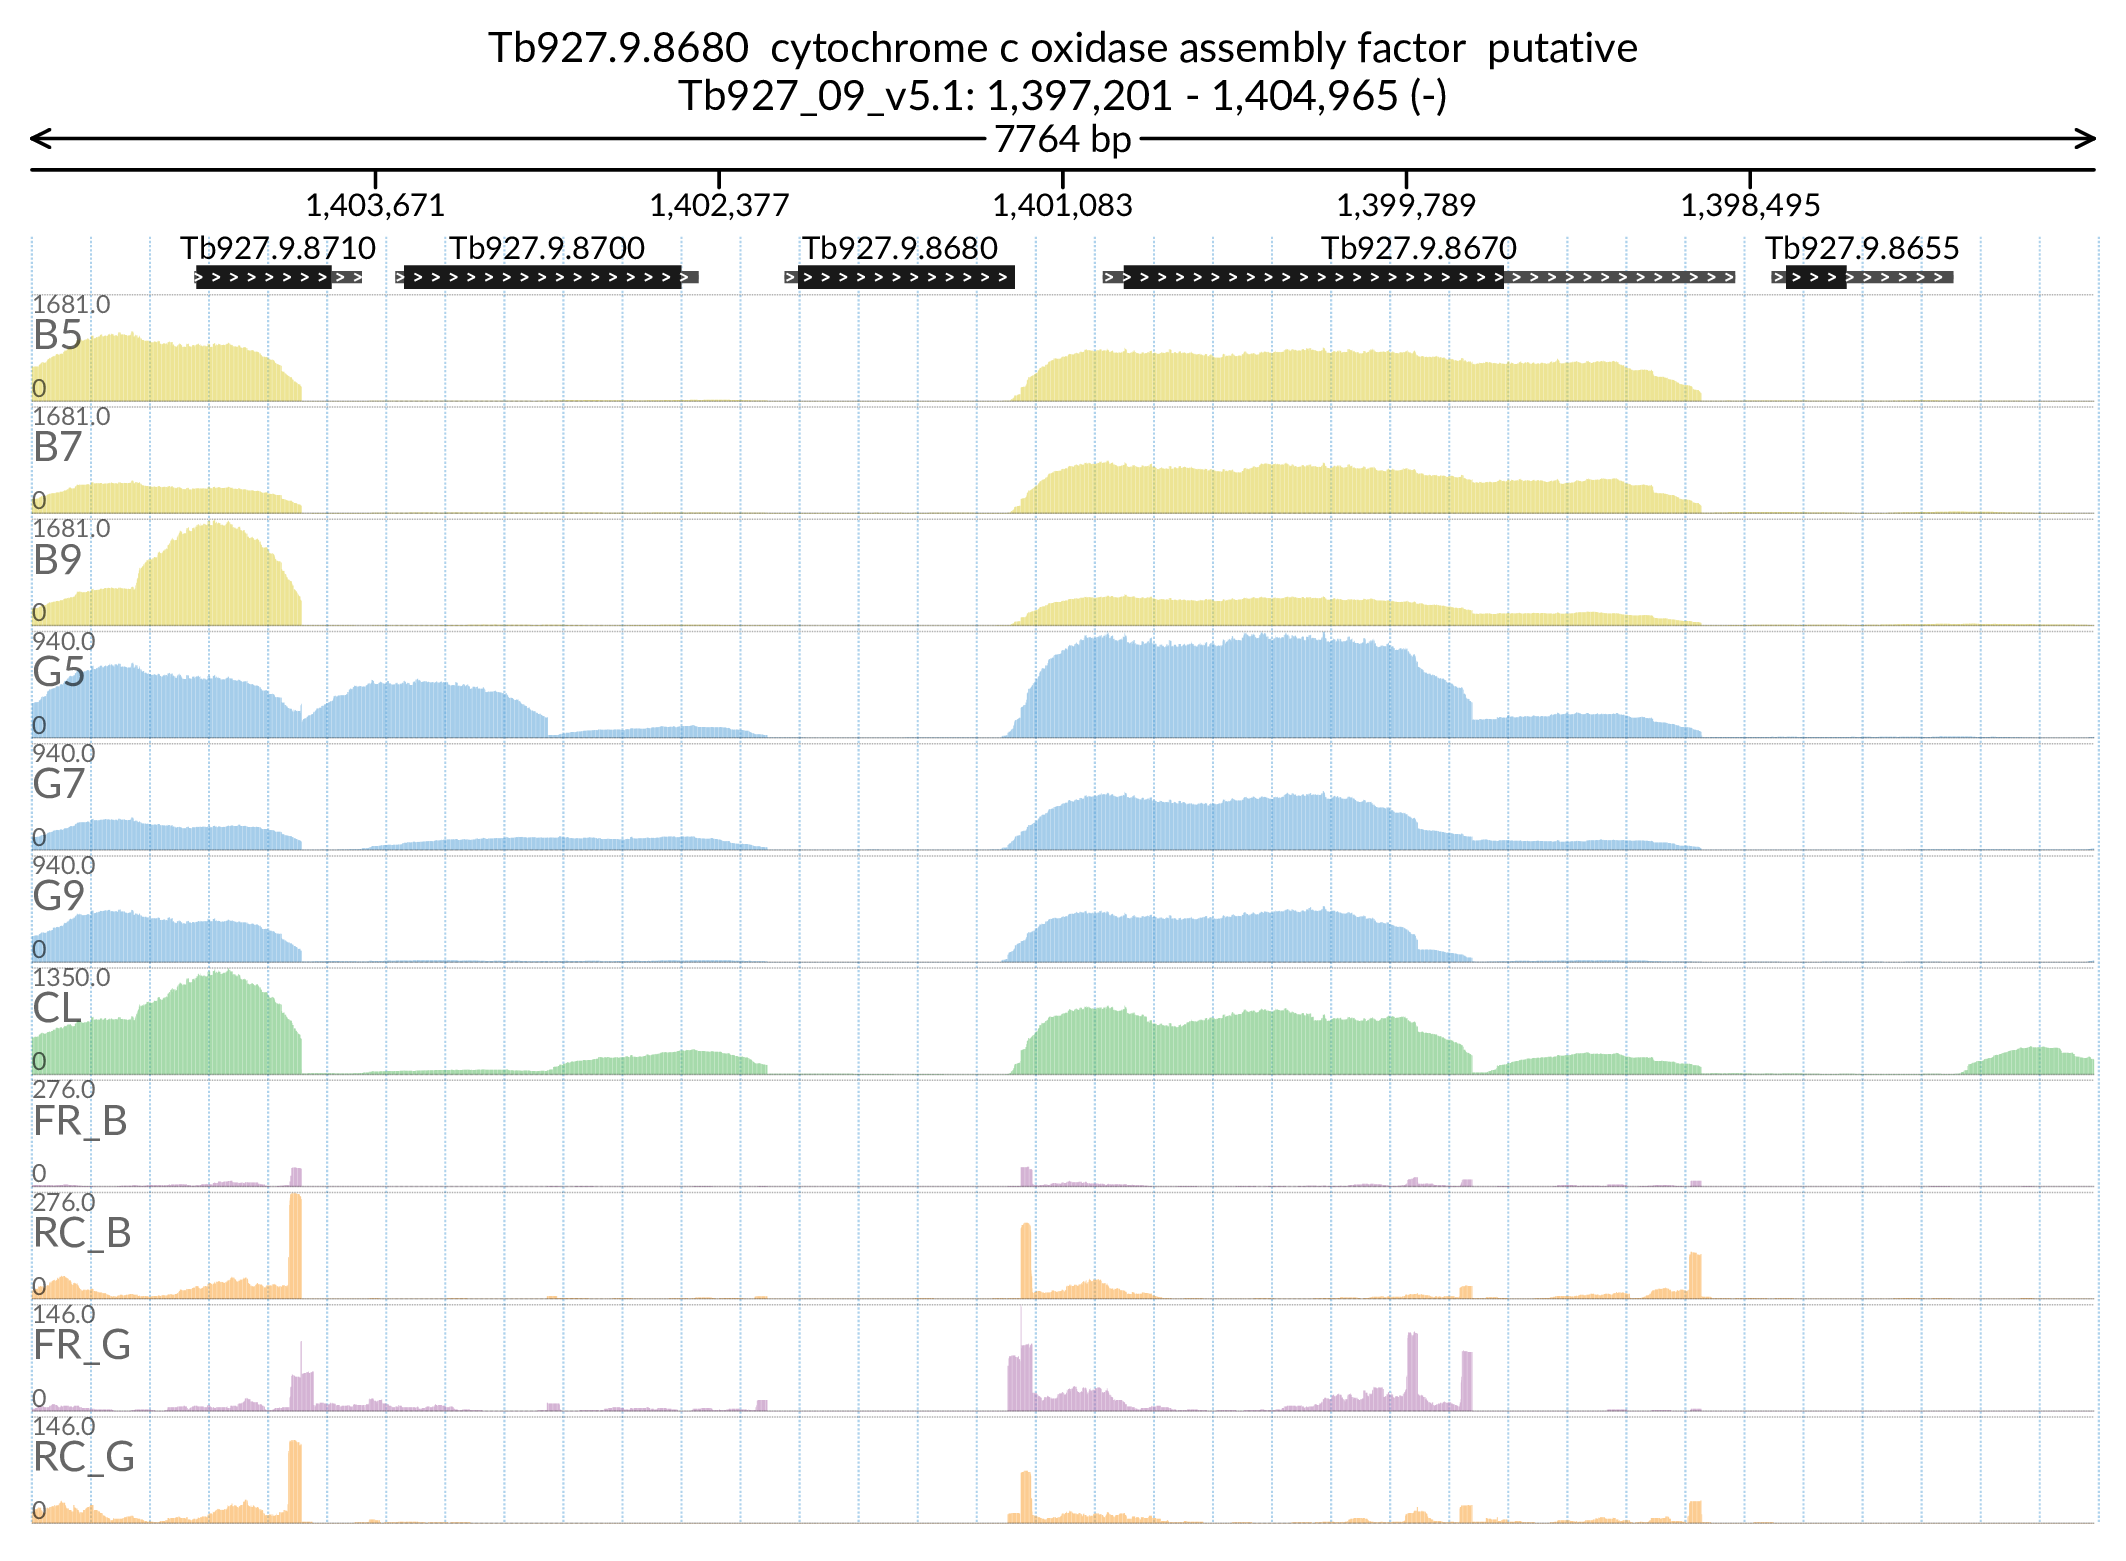 Tb927.9.8680  cytochrome c oxidase assembly factor  putative
Tb927_09_v5.1: 1,397,201 - 1,404,965 (-)
7764 bp
1,403,671 1,402,377 1,401,083 1,399,789 1,398,495
Tb927.9.8710 Tb927.9.8700 Tb927.9.8680 Tb927.9.8670 Tb927.9.8655
1681.0
B5
0
1681.0
B7
0
1681.0
B9
0
940.0
G5
0
940.0
G7
0
940.0
G9
0
1350.0
CL
0
276.0
FR_B
0
276.0
RC_B
0
146.0
FR_G
0
146.0
RC_G
0